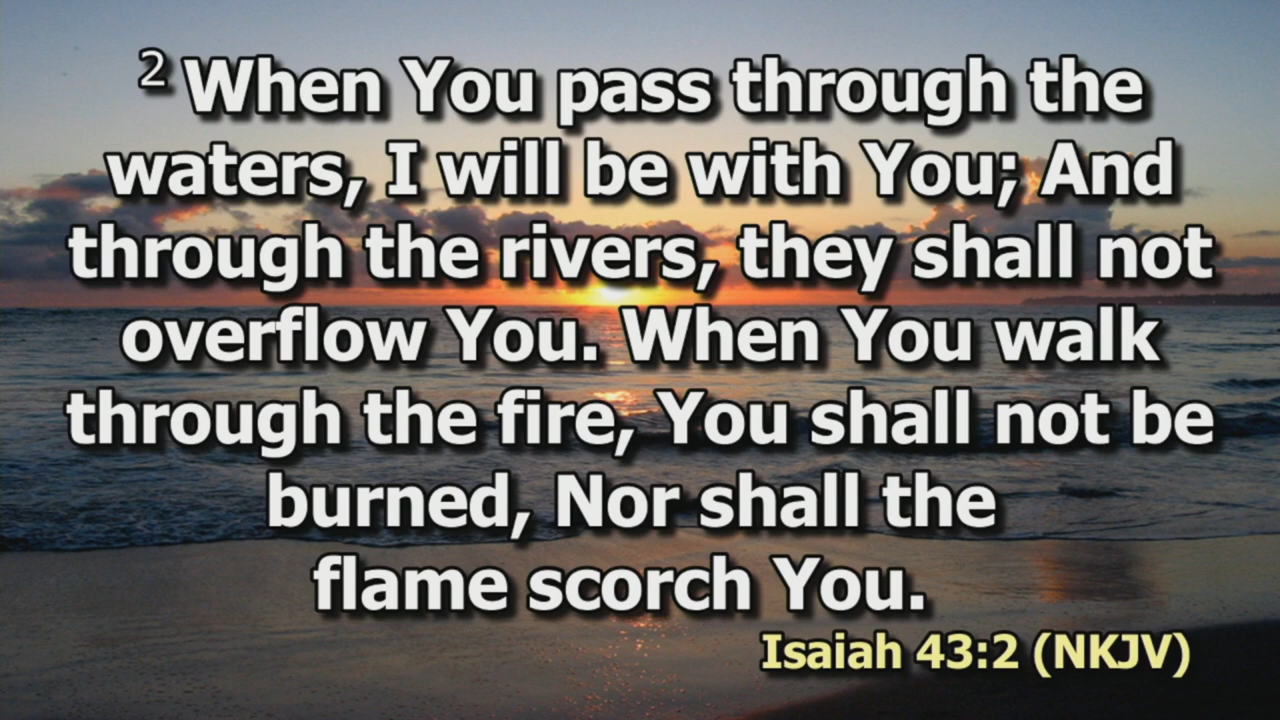 2 When You pass through the
waters, I will be with You; And
through the rivers, they shall not
overflow You. When You walk
through the fire, You shall not be
burned, Nor shall the
flame scorch You.
Isaiah 43:2 (NKJV)